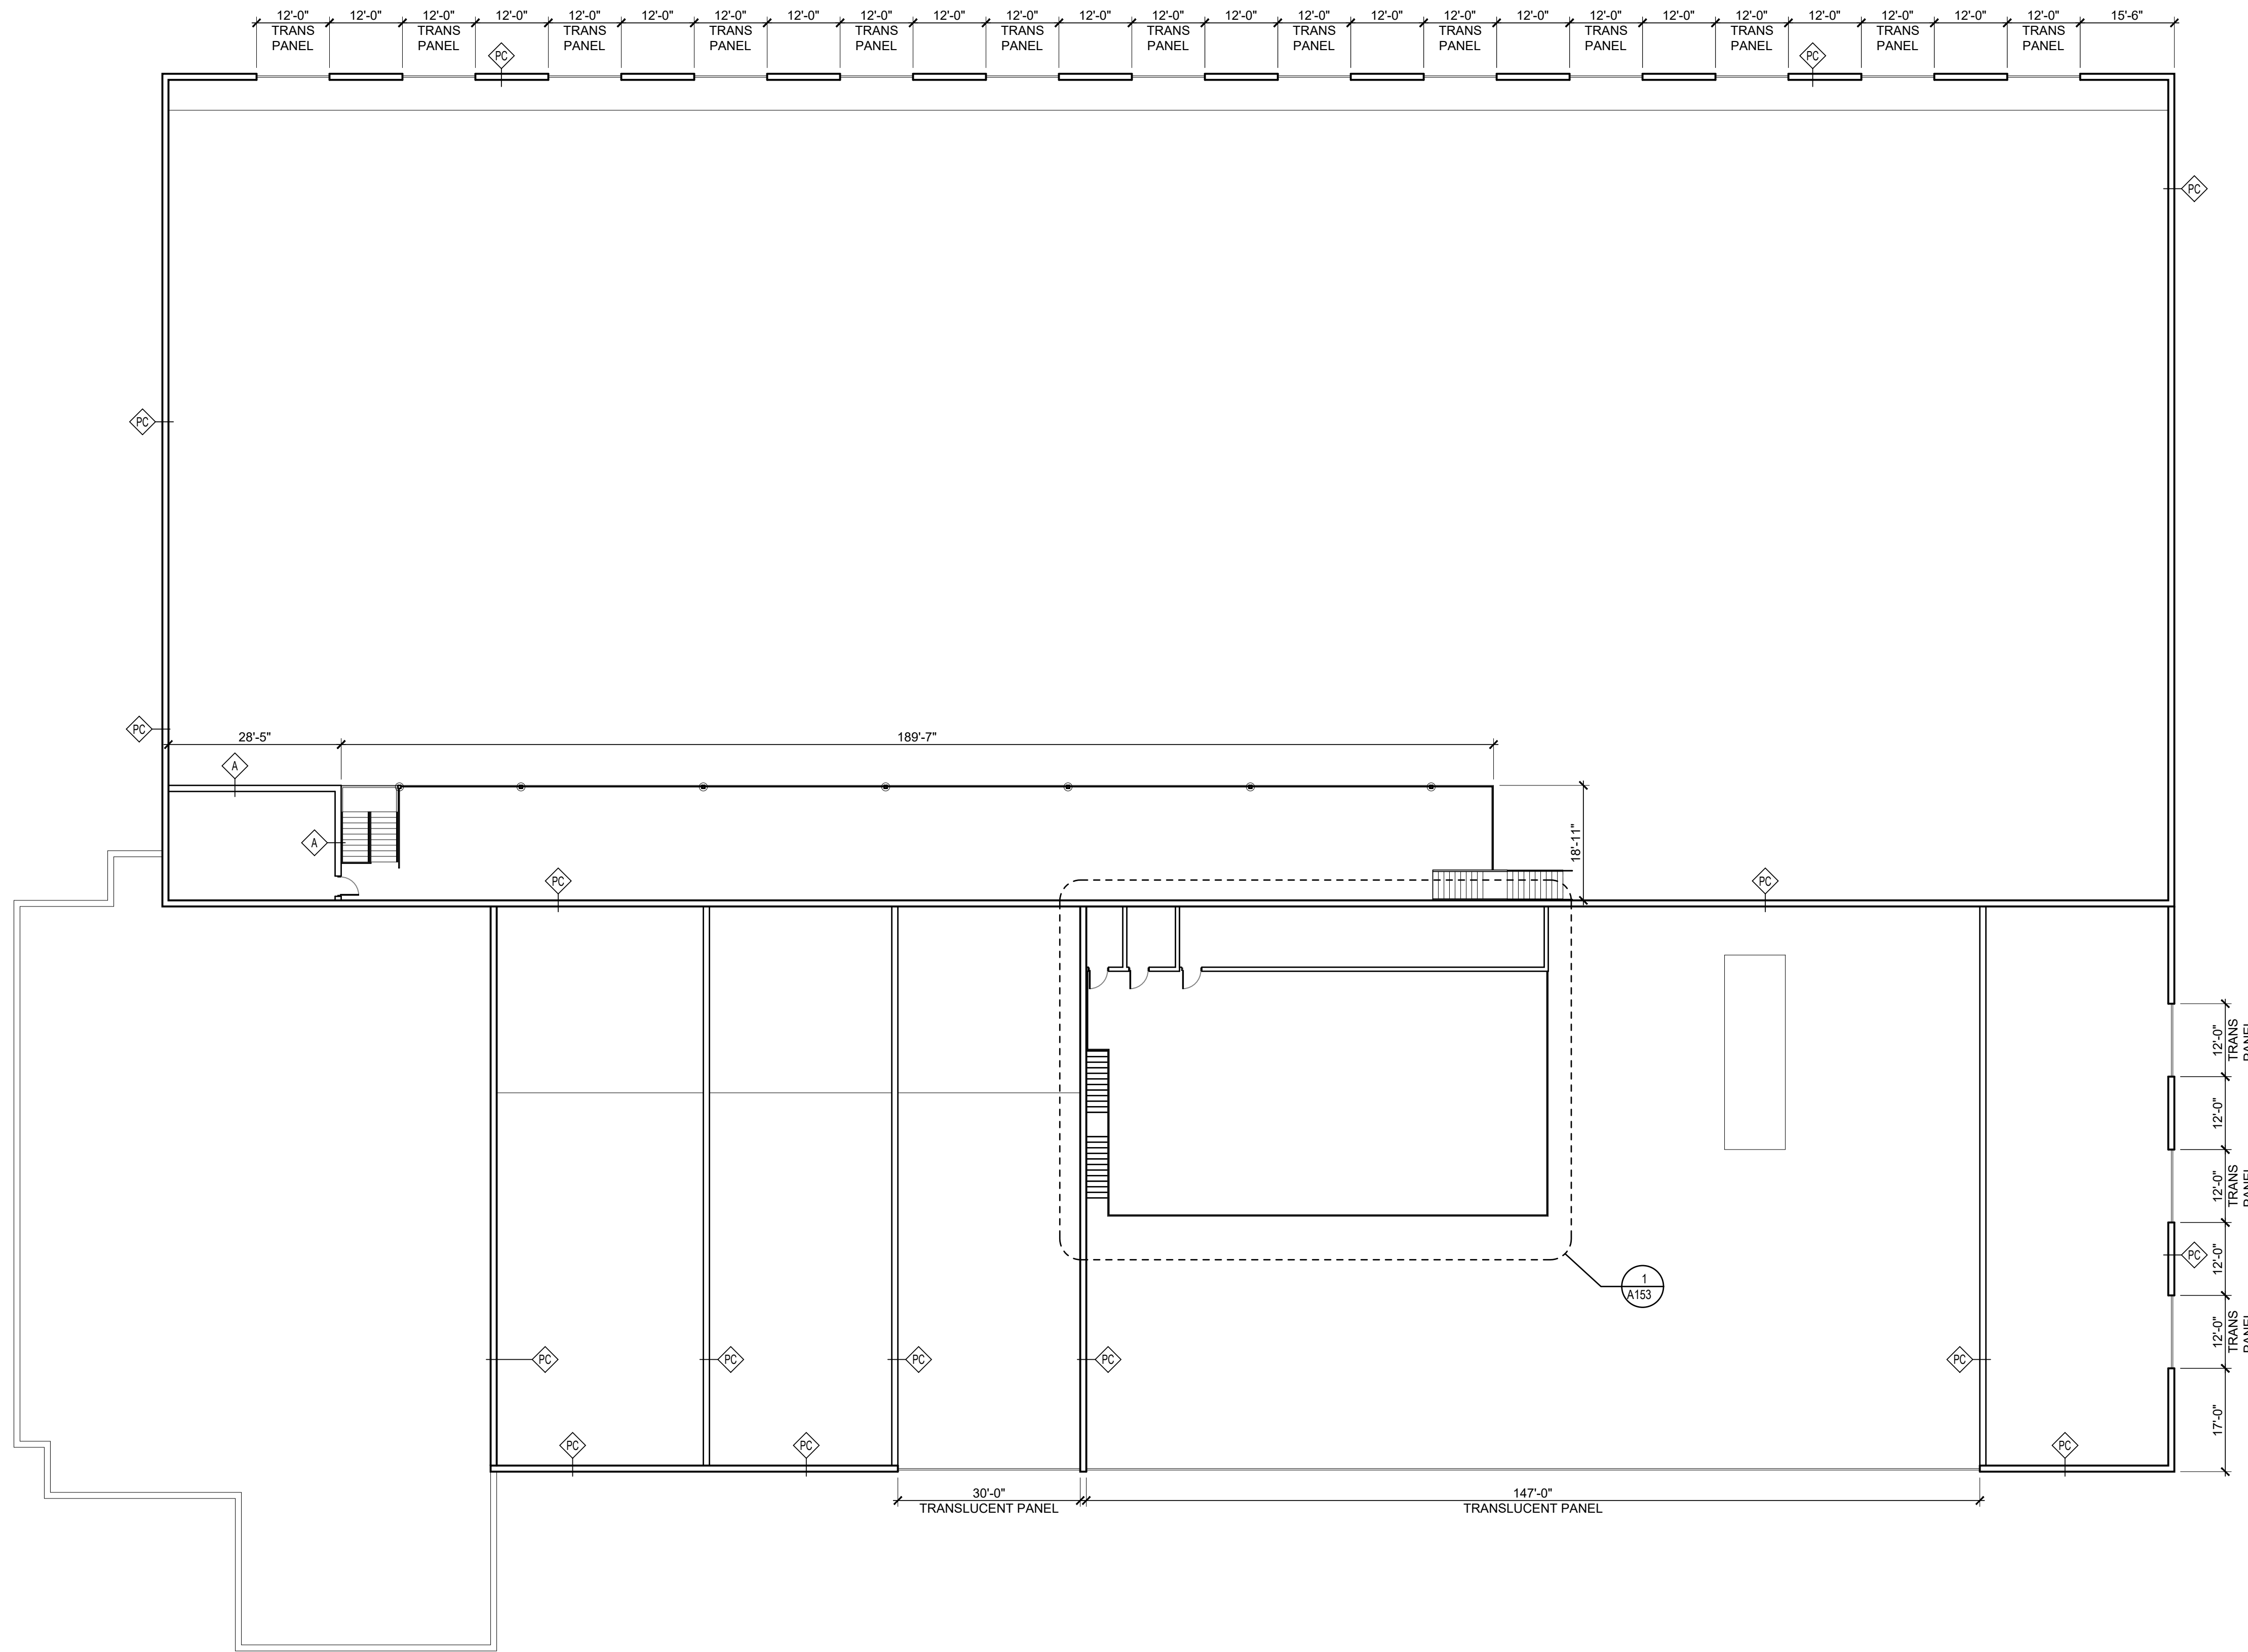 12'-0" 12'-0" 12'-0" 12'-0" 12'-0" 12'-0" 12'-0" 12'-0" 12'-0" 12'-0" 12'-0" 12'-0" 12'-0" 12'-0" 12'-0" 12'-0" 12'-0" 12'-0" 12'-0" 12'-0" 12'-0" 12'-0" 12'-0" 12'-0" 12'-0" 15'-6"
TRANS TRANS TRANS TRANS TRANS TRANS TRANS TRANS TRANS TRANS TRANS TRANS TRANS
PANEL PANEL PANEL PANEL PANEL PANEL PANEL PANEL PANEL PANEL PANEL PANEL PANEL
PC PC
PC
PC
PC
28'-5" 189'-7"
A
A
18'-11"
PC PC
12'-0"
TRANS
PANEL
12'-0"
12'-0"
TRANS
PANEL
12'-0"
PC
1
A153
12'-0"
TRANS
PANEL
PC PC PC PC PC
17'-0"
PC PC PC
30'-0" 147'-0"
TRANSLUCENT PANEL TRANSLUCENT PANEL